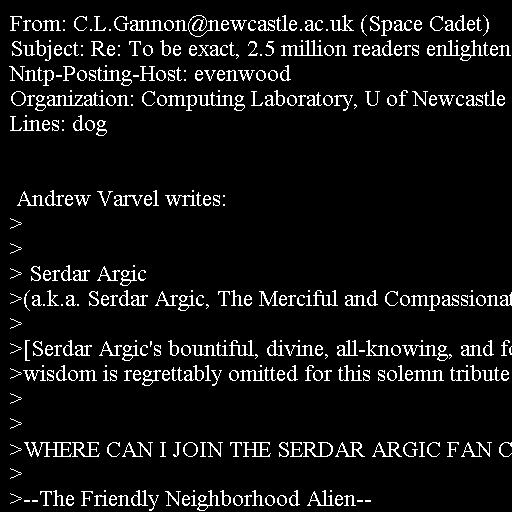 From: C.L.Gannon@newcastle.ac.uk (Space Cadet)
Subject: Re: To be exact, 2.5 million readers enlighten
Nntp-Posting-Host: evenwood
Organization: Computing Laboratory, U of Newcastle
Lines: dog
Andrew Varvel writes:
>
>
> Serdar Argic
>(a.k.a. Serdar Argic, The Merciful and
>
>[Serdar Argic's bountiful, divine, all-knowing, and
>wisdom is regrettably omitted for this solemn tribute
>
>
>WHERE CAN I JOIN THE SERDAR ARGIC FAN
>
>--The Friendly Neighborhood Alien--